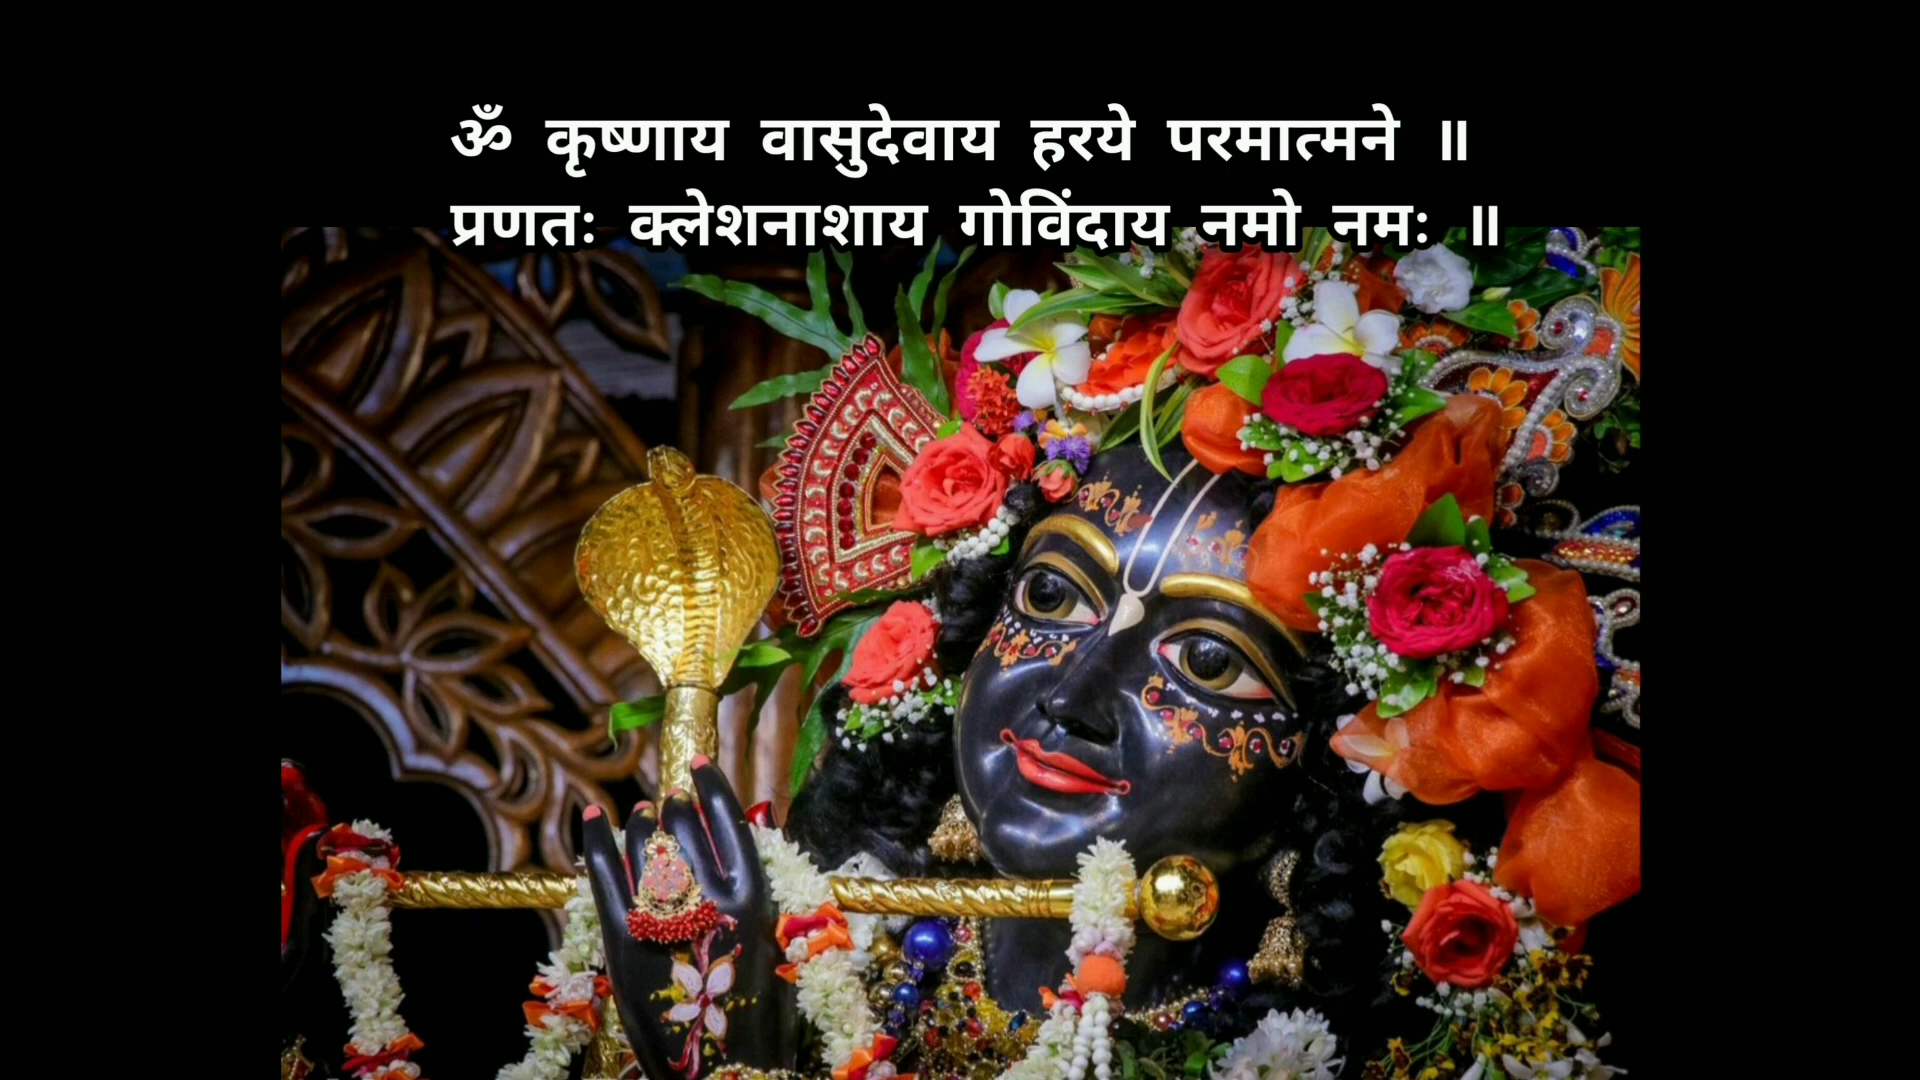 ॐ कृष्णाय वासुदेवाय हरये परमात्मने ॥
प्रणतः क्लेशनाशाय गोविंदाय नमो नमः ॥